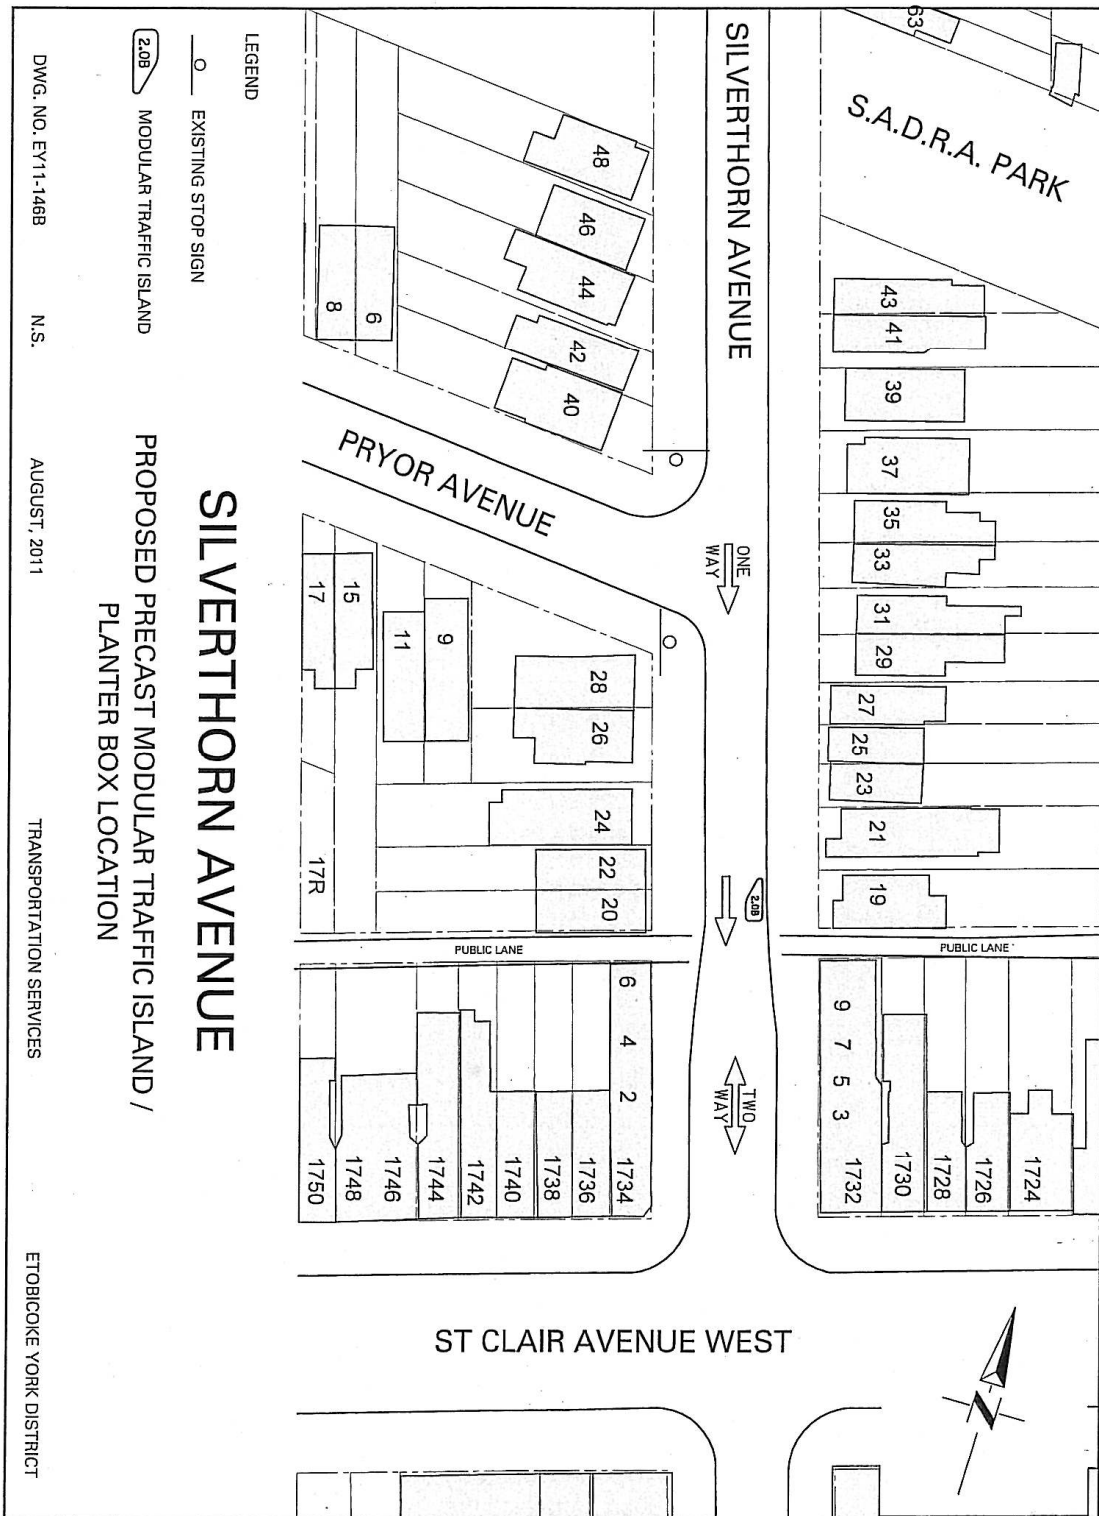 SILVERTHORN AVENUE
S.A.D.R.A. PARK
63
48
46
44
42
40
8
6
43
41
39
37
35
33
31
29
27
25
23
21
19
PRYOR AVENUE
ONE
WAY
17
15
11
9
28
26
24
22
20
17R
2.0B
PUBLIC LANE
PUBLIC LANE
6
4
2
9
7
5
3
TWO
WAY
1750
1748
1746
1744
1742
1740
1738
1736
1734
1732
1730
1728
1726
1724
ST CLAIR AVENUE WEST
N
LEGEND
EXISTING STOP SIGN
2.0B
MODULAR TRAFFIC ISLAND
SILVERTHORN AVENUE
PROPOSED PRECAST MODULAR TRAFFIC ISLAND /
PLANTER BOX LOCATION
DWG. NO. EY11-146B N.S. AUGUST, 2011 TRANSPORTATION SERVICES ETOBICOKE YORK DISTRICT